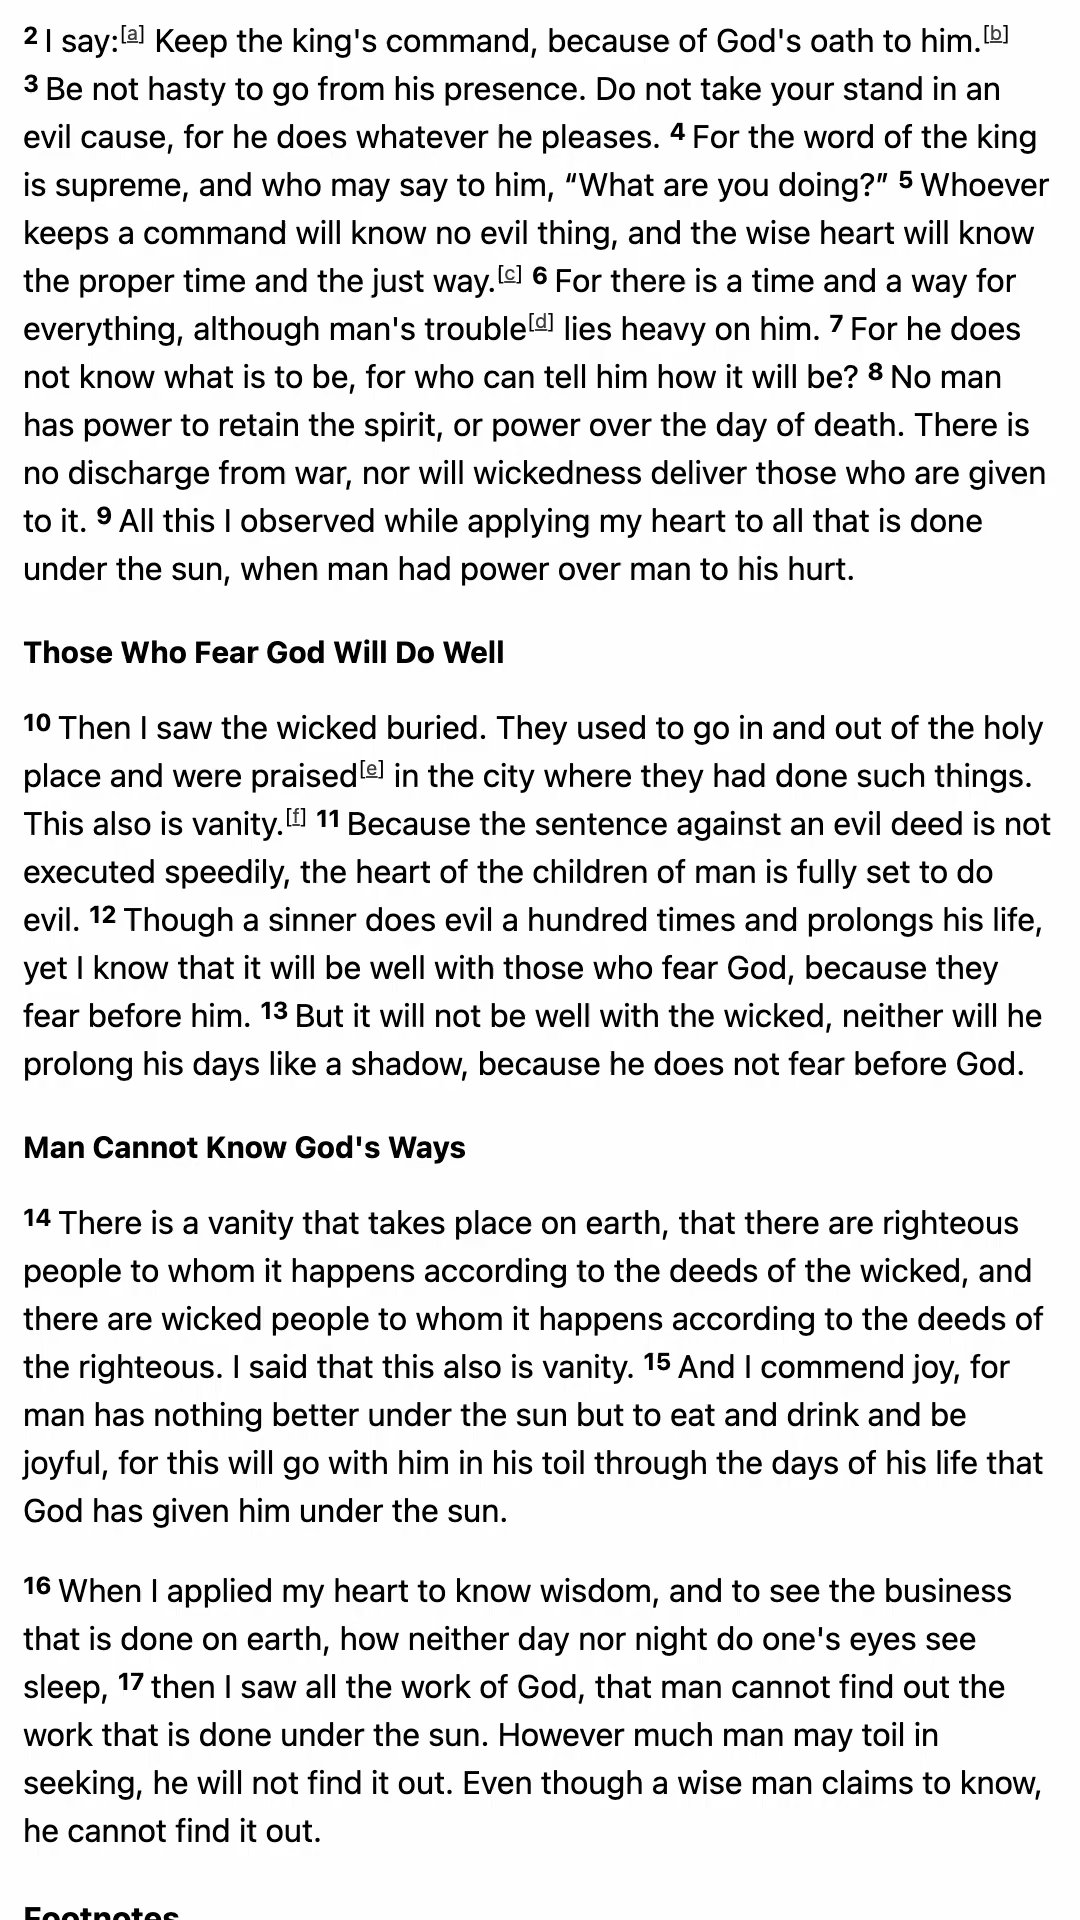 2 I say:[a] Keep the king's command, because of God's oath to him.[b]
3 Be not hasty to go from his presence. Do not take your stand in an
evil cause, for he does whatever he pleases. 4 For the word of the king
is supreme, and who may say to him, “What are you doing?” 5 Whoever
keeps a command will know no evil thing, and the wise heart will know
the proper time and the just way.[c] 6 For there is a time and a way for
everything, although man's trouble[d] lies heavy on him. 7 For he does
not know what is to be, for who can tell him how it will be? 8 No man
has power to retain the spirit, or power over the day of death. There is
no discharge from war, nor will wickedness deliver those who are given
to it. 9 All this I observed while applying my heart to all that is done
under the sun, when man had power over man to his hurt.
Those Who Fear God Will Do Well
10 Then I saw the wicked buried. They used to go in and out of the holy
place and were praised[e] in the city where they had done such things.
This also is vanity.[f] 11 Because the sentence against an evil deed is not
executed speedily, the heart of the children of man is fully set to do
evil. 12 Though a sinner does evil a hundred times and prolongs his life,
yet I know that it will be well with those who fear God, because they
fear before him. 13 But it will not be well with the wicked, neither will he
prolong his days like a shadow, because he does not fear before God.
Man Cannot Know God's Ways
14 There is a vanity that takes place on earth, that there are righteous
people to whom it happens according to the deeds of the wicked, and
there are wicked people to whom it happens according to the deeds of
the righteous. I said that this also is vanity. 15 And I commend joy, for
man has nothing better under the sun but to eat and drink and be
joyful, for this will go with him in his toil through the days of his life that
God has given him under the sun.
16 When I applied my heart to know wisdom, and to see the business
that is done on earth, how neither day nor night do one's eyes see
sleep, 17 then I saw all the work of God, that man cannot find out the
work that is done under the sun. However much man may toil in
seeking, he will not find it out. Even though a wise man claims to know,
he cannot find it out.
Footnotes